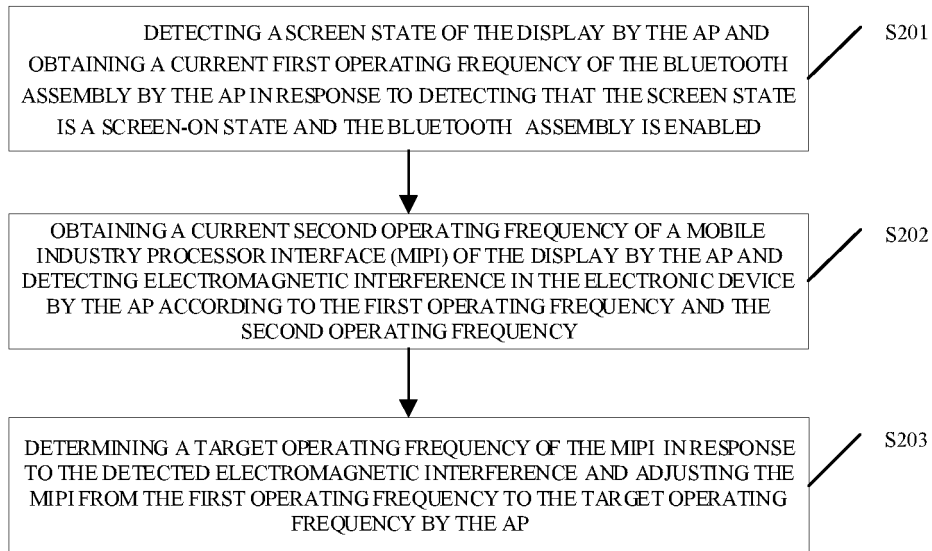 DETECTING A SCREEN STATE OF THE DISPLAY BY THE AP AND
OBTAINING A CURRENT FIRST OPERATING FREQUENCY OF THE BLUETOOTH
ASSEMBLY BY THE AP IN RESPONSE TO DETECTING THAT THE SCREEN STATE
IS A SCREEN-ON STATE AND THE BLUETOOTH ASSEMBLY IS ENABLED
S201
OBTAINING A CURRENT SECOND OPERATING FREQUENCY OF A MOBILE
INDUSTRY PROCESSOR INTERFACE (MIPI) OF THE DISPLAY BY THE AP AND
DETECTING ELECTROMAGNETIC INTERFERENCE IN THE ELECTRONIC DEVICE
BY THE AP ACCORDING TO THE FIRST OPERATING FREQUENCY AND THE
SECOND OPERATING FREQUENCY
S202
DETERMINING A TARGET OPERATING FREQUENCY OF THE MIPI IN RESPONSE
TO THE DETECTED ELECTROMAGNETIC INTERFERENCE AND ADJUSTING THE
MIPI FROM THE FIRST OPERATING FREQUENCY TO THE TARGET OPERATING
FREQUENCY BY THE AP
S203